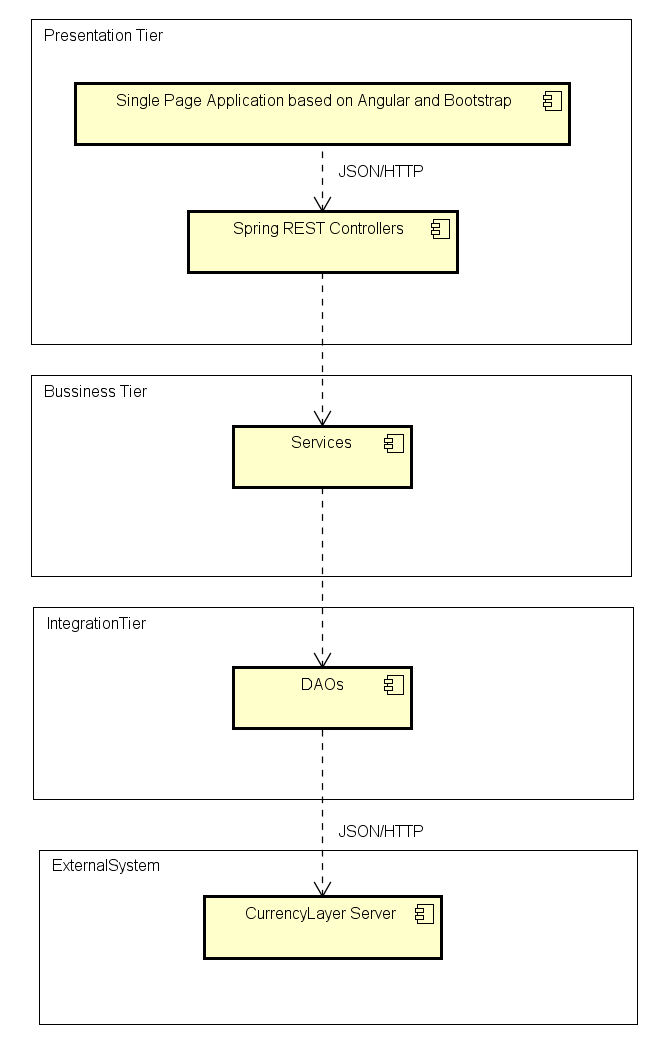 Presentation Tier
Single Page Application based on Angular and Bootstrap
JSON/HTTP
Spring REST Controllers
Bussiness Tier
Services
IntegrationTier
DAOs
JSON/HTTP
ExternalSystem
CurrencyLayer Server